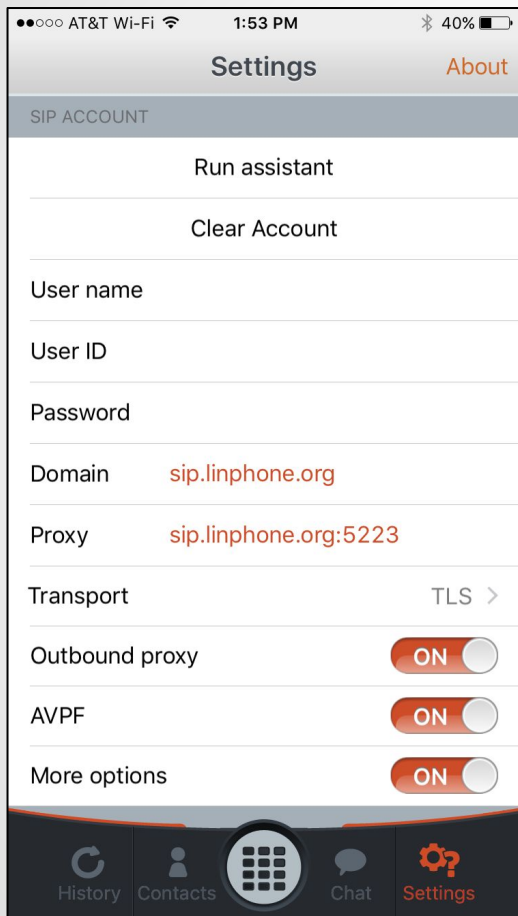 AT&T Wi-Fi 1:53 PM 40%
Settings About
SIP ACCOUNT
Run assistant
Clear Account
User name
User ID
Password
Domain sip.linphone.org
Proxy sip.linphone.org:5223
Transport TLS >
Outbound proxy ON
AVPF ON
More options ON
History Contacts Chat Settings